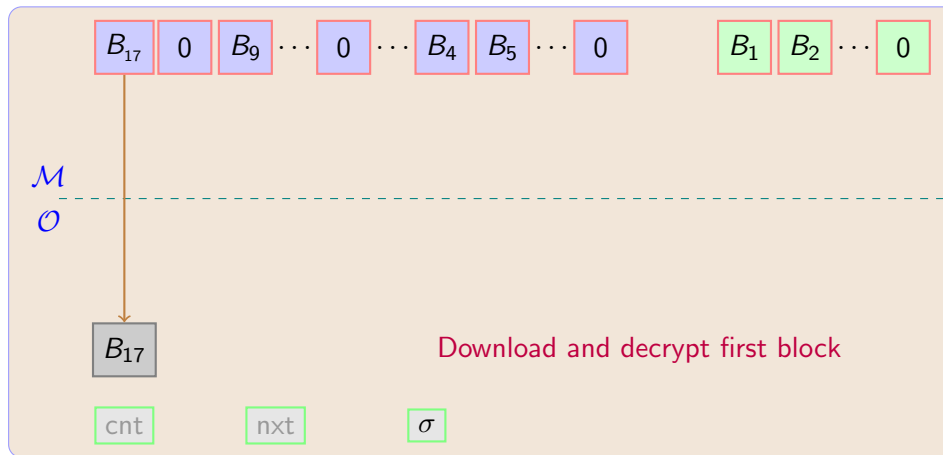 B₁₇ 0 B₉ ⋯ 0 ⋯ B₄ B₅ ⋯ 0 B₁ B₂ ⋯ 0
ℳ
𝒪
B₁₇ Download and decrypt first block
cnt nxt σ